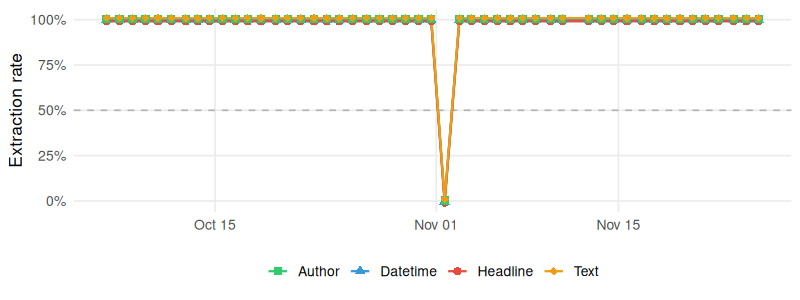 Extraction rate
100%
75%
50%
25%
0%
Oct 15 Nov 01 Nov 15
Author Datetime Headline Text